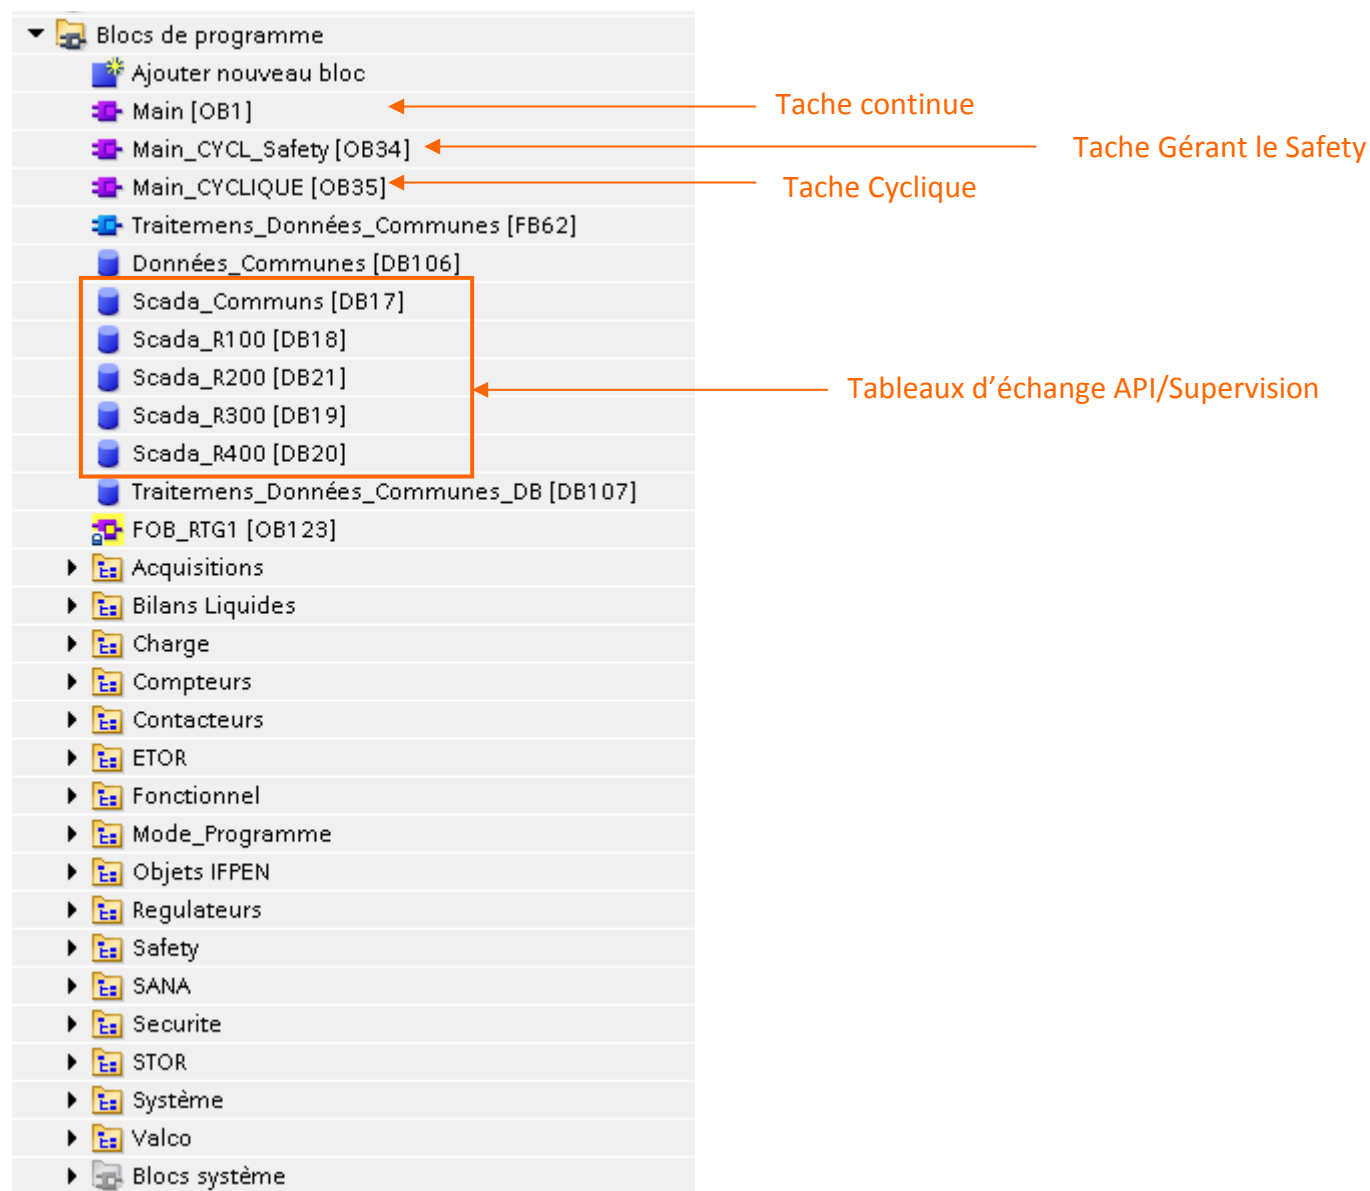 Blocs de programme
Ajouter nouveau bloc
Main [OB1]
Tache continue
Main_CYCL_Safety [OB34]
Tache Gérant le Safety
Main_CYCLIQUE [OB35]
Tache Cyclique
Traitemens_Données_Communes [FB62]
Données_Communes [DB106]
Scada_Communs [DB17]
Scada_R100 [DB18]
Scada_R200 [DB21]
Tableaux d’échange API/Supervision
Scada_R300 [DB19]
Scada_R400 [DB20]
Traitemens_Données_Communes_DB [DB107]
FOB_RTG1 [OB123]
Acquisitions
Bilans Liquides
Charge
Compteurs
Contacteurs
ETOR
Fonctionnel
Mode_Programme
Objets IFPEN
Regulateurs
Safety
SANA
Securite
STOR
Système
Valco
Blocs système